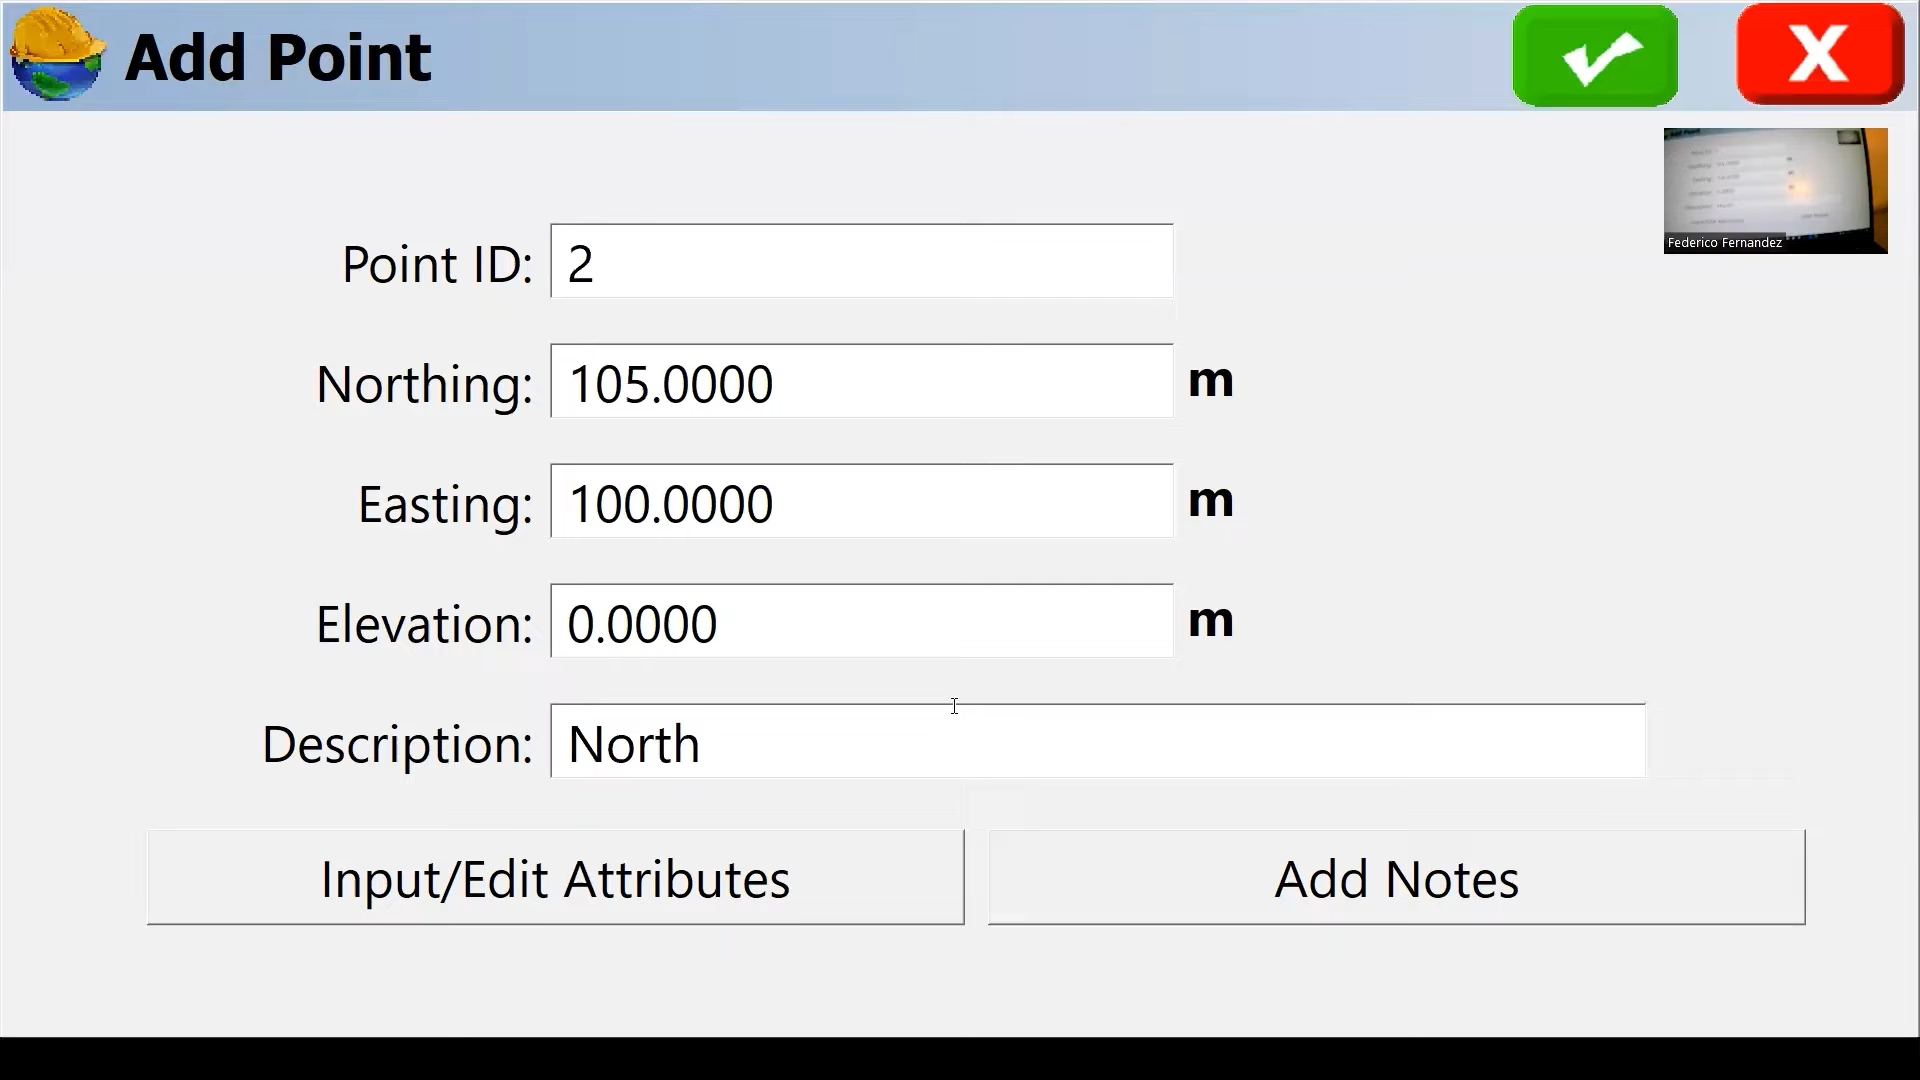 Add Point
Point ID: 2
Northing: 105.0000 m
Easting: 100.0000 m
Elevation: 0.0000 m
Description: North
Input/Edit Attributes
Add Notes
Federico Fernandez